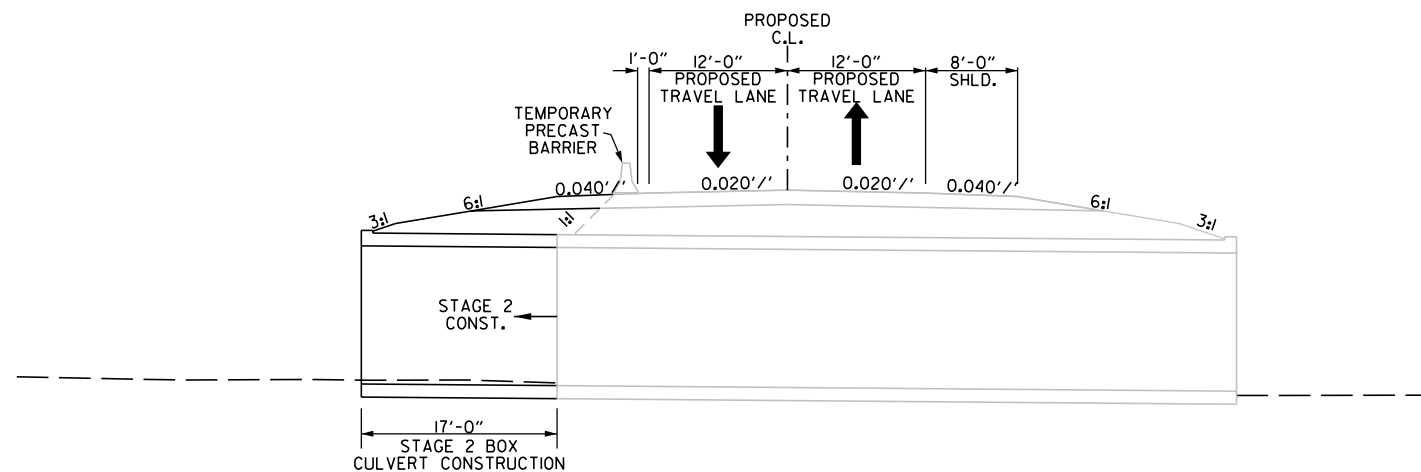 PROPOSED
C.L.
1'-0"
12'-0"
12'-0"
8'-0"
PROPOSED
TRAVEL LANE
PROPOSED
TRAVEL LANE
SHLD.
TEMPORARY
PRECAST
BARRIER
3:1
6:1
0.040'/'
1:1
0.020'/'
0.020'/'
0.040'/'
6:1
3:1
STAGE 2
CONST.
17'-0"
STAGE 2 BOX
CULVERT CONSTRUCTION